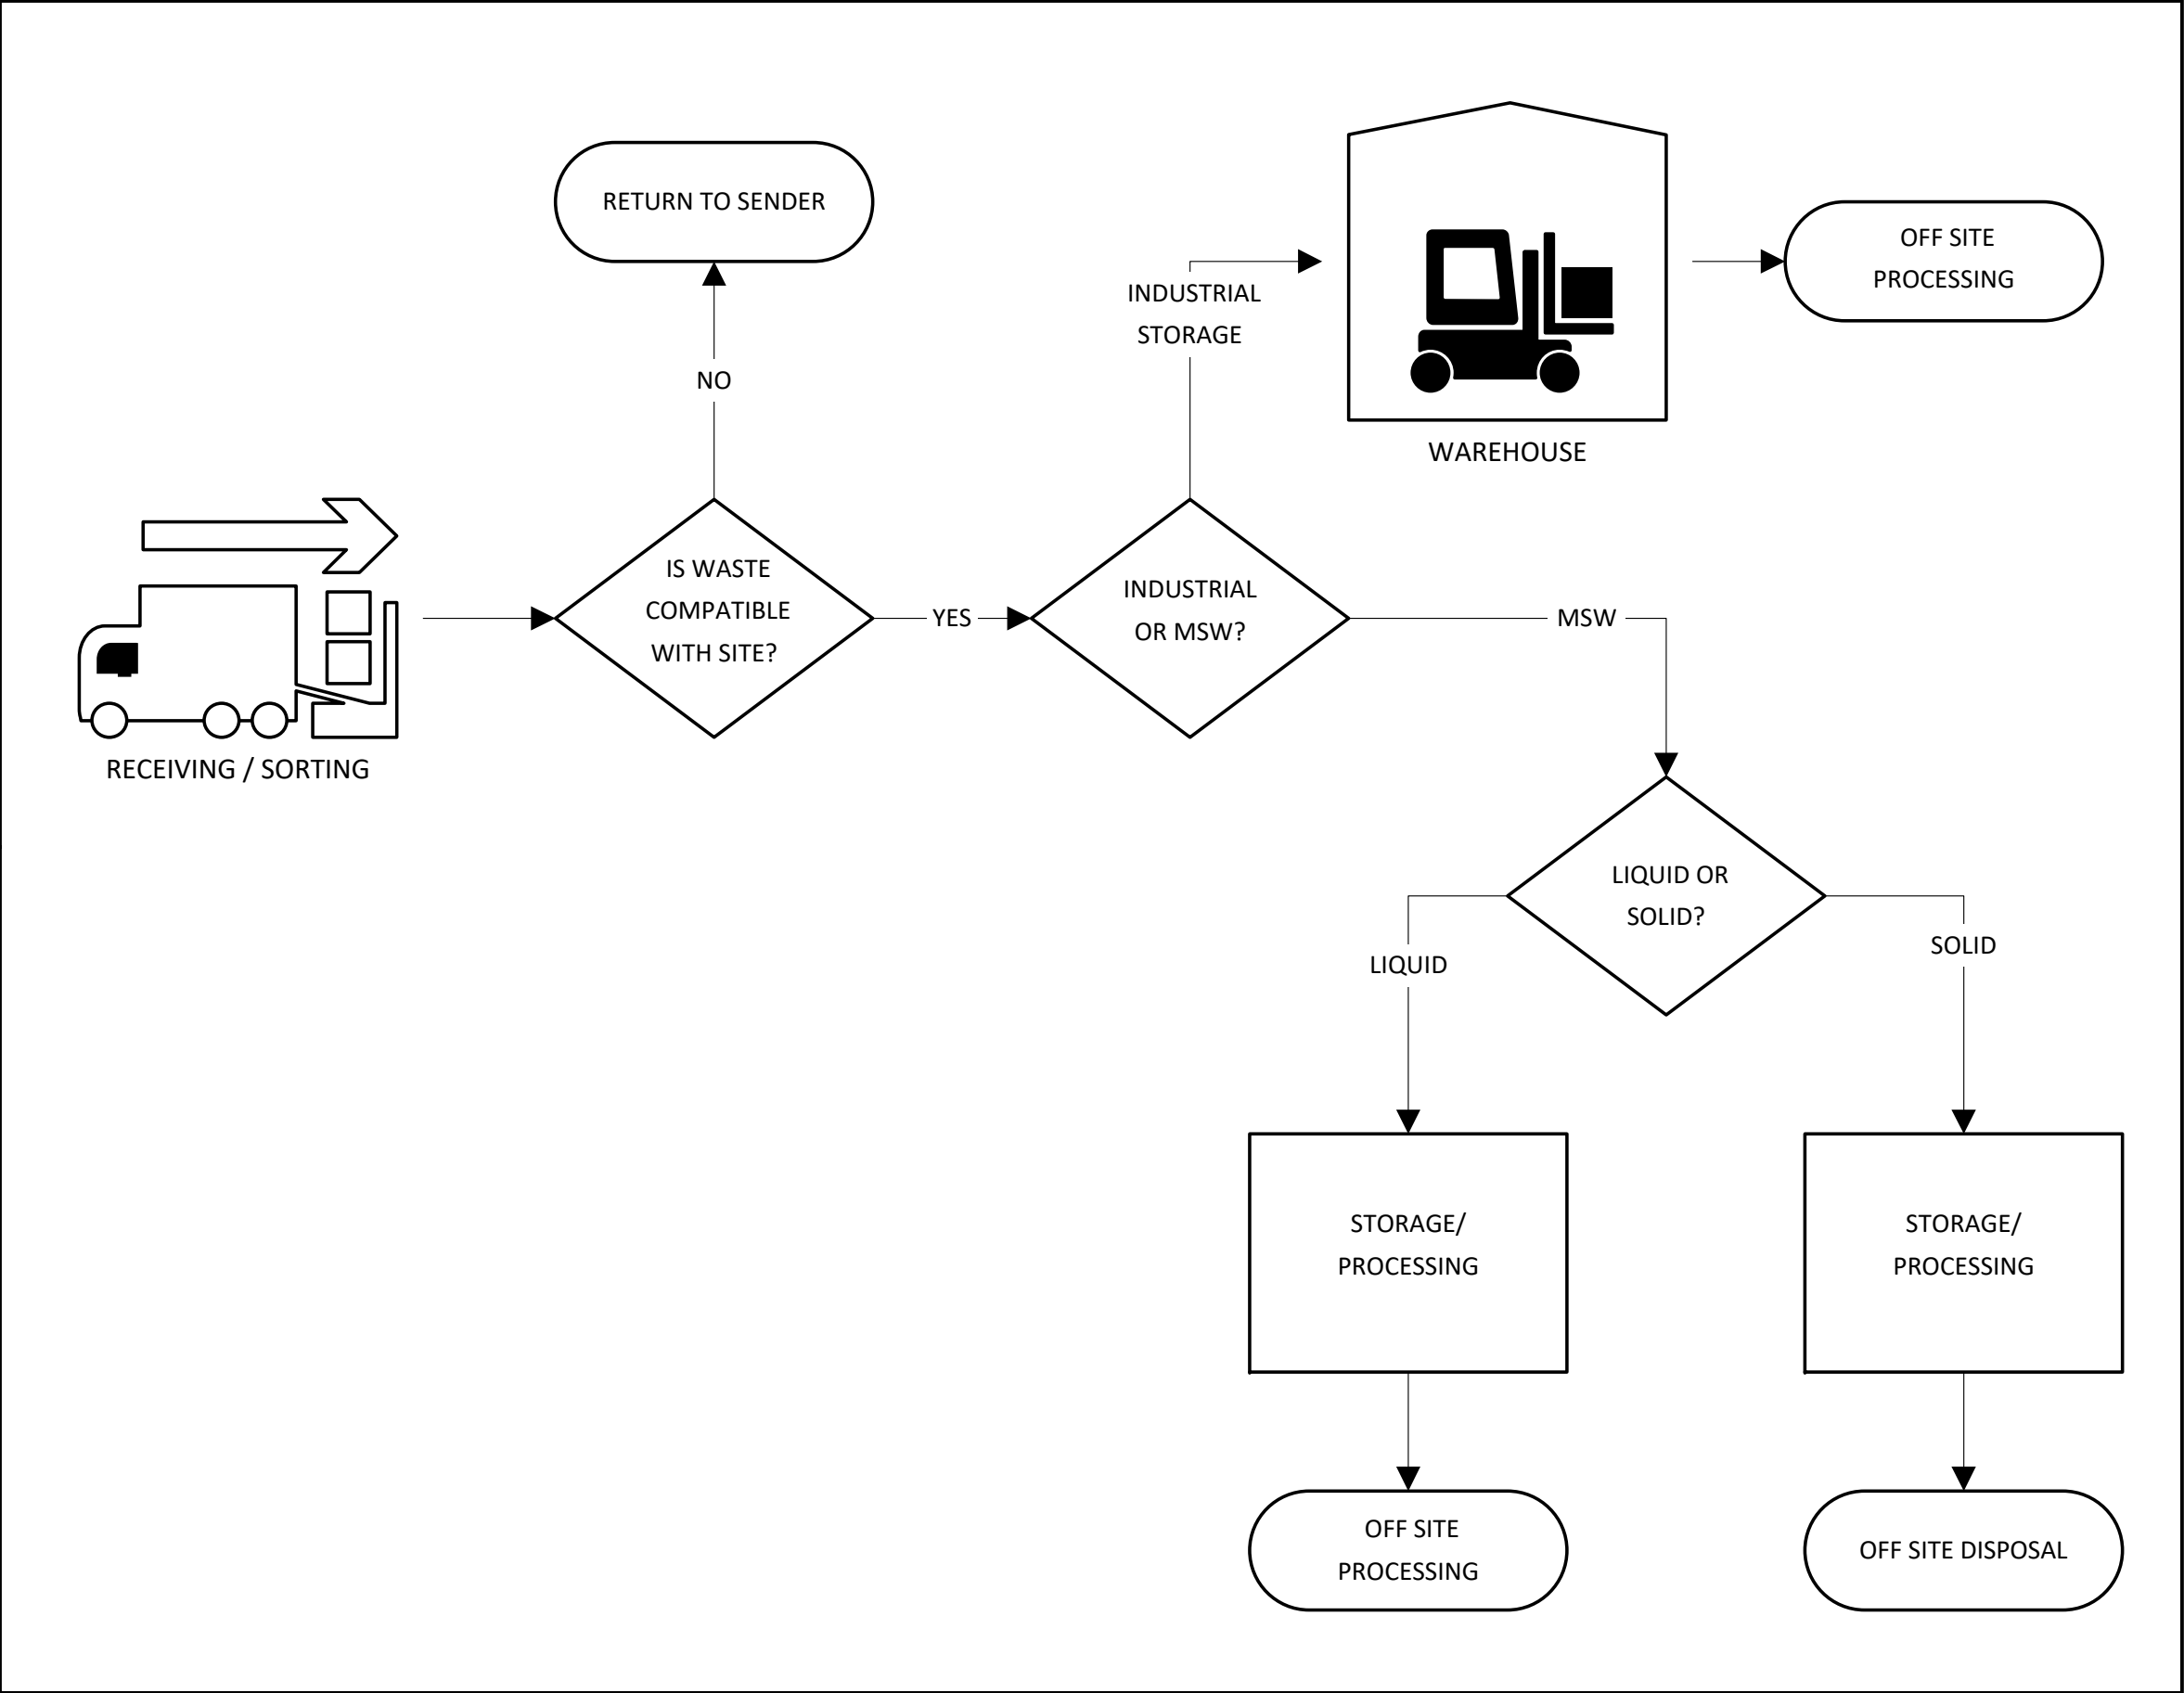 RETURN TO SENDER
OFF SITE
PROCESSING
INDUSTRIAL
STORAGE
NO
WAREHOUSE
IS WASTE
COMPATIBLE
WITH SITE?
YES
INDUSTRIAL
OR MSW?
MSW
RECEIVING / SORTING
LIQUID OR
SOLID?
LIQUID
SOLID
STORAGE/
PROCESSING
STORAGE/
PROCESSING
OFF SITE
PROCESSING
OFF SITE DISPOSAL